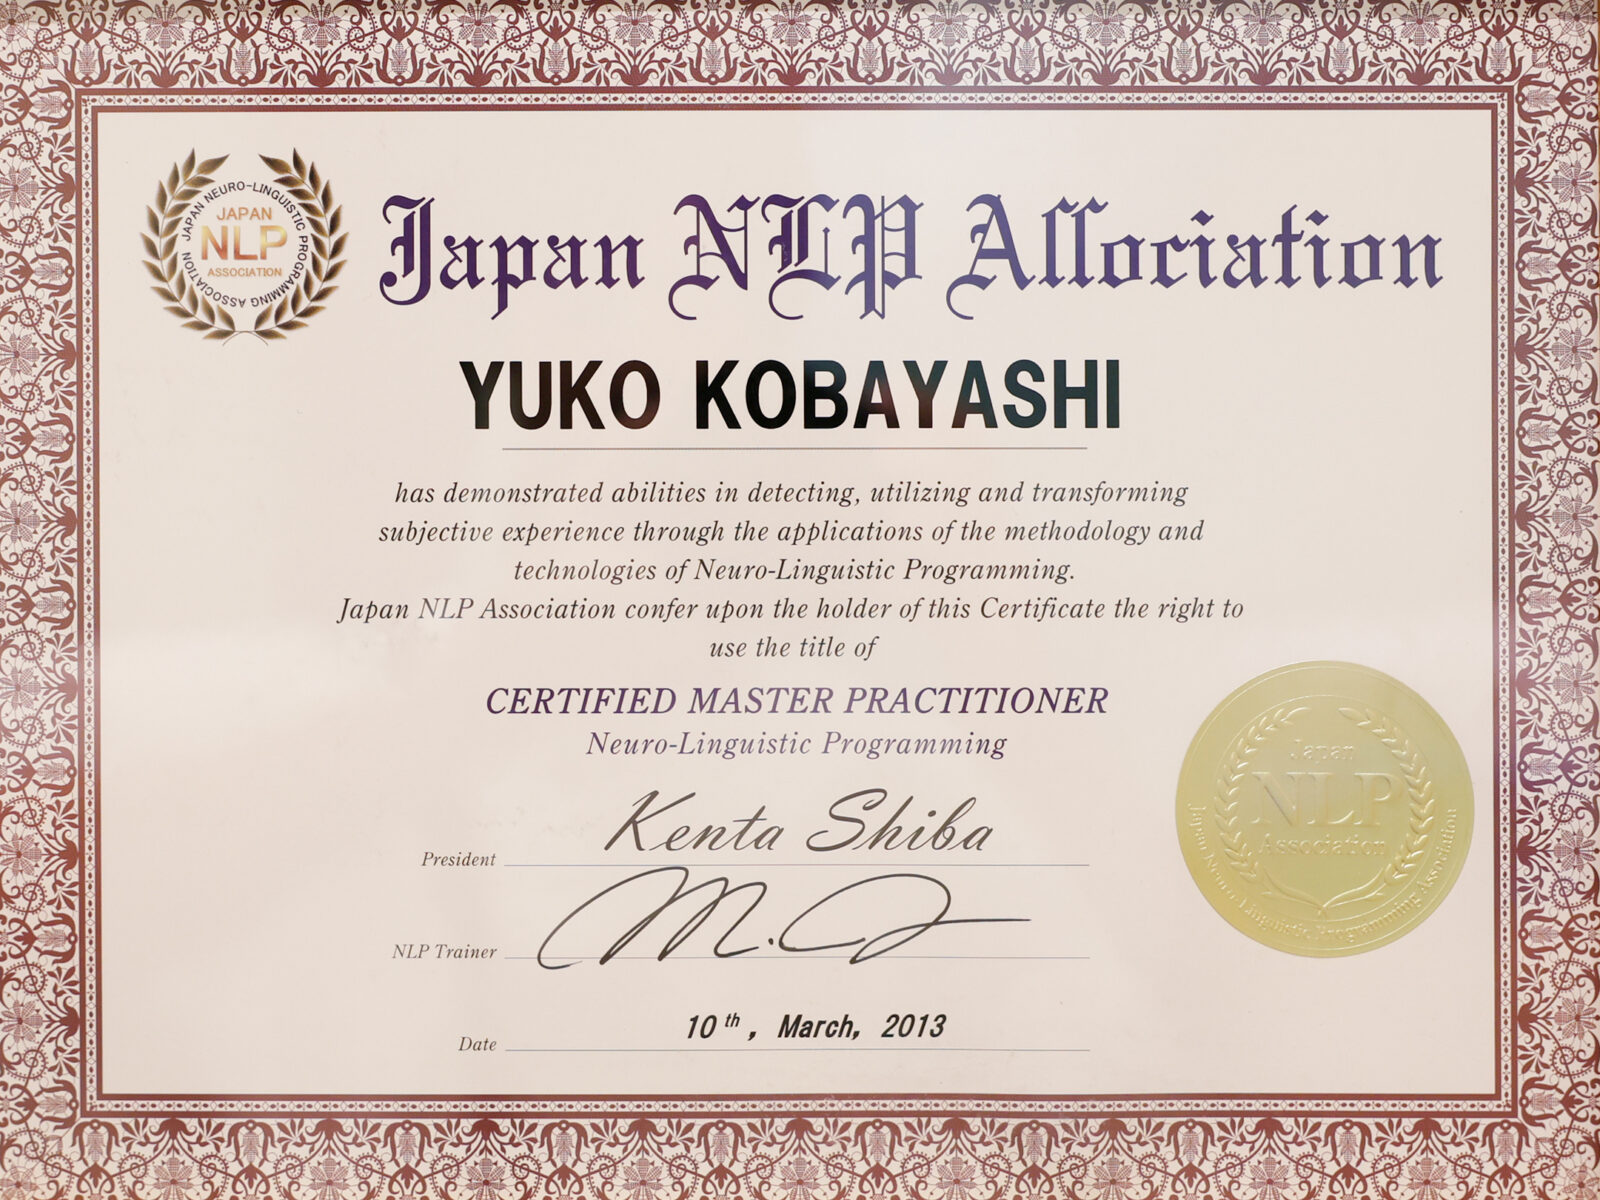 JAPAN NEURO-LINGUISTIC PROGRAMMING ASSOCIATION
JAPAN
NLP
ASSOCIATION
Japan NLP Aſſociation
YUKO KOBAYASHI
has demonstrated abilities in detecting, utilizing and transforming
subjective experience through the applications of the methodology and
technologies of Neuro-Linguistic Programming.
Japan NLP Association confer upon the holder of this Certificate the right to
use the title of
CERTIFIED MASTER PRACTITIONER
Neuro-Linguistic Programming
President Kenta Shiba
NLP Trainer M.
Date 10th, March, 2013
Japan
NLP
Association
Japan Neuro-Linguistic Programming Association